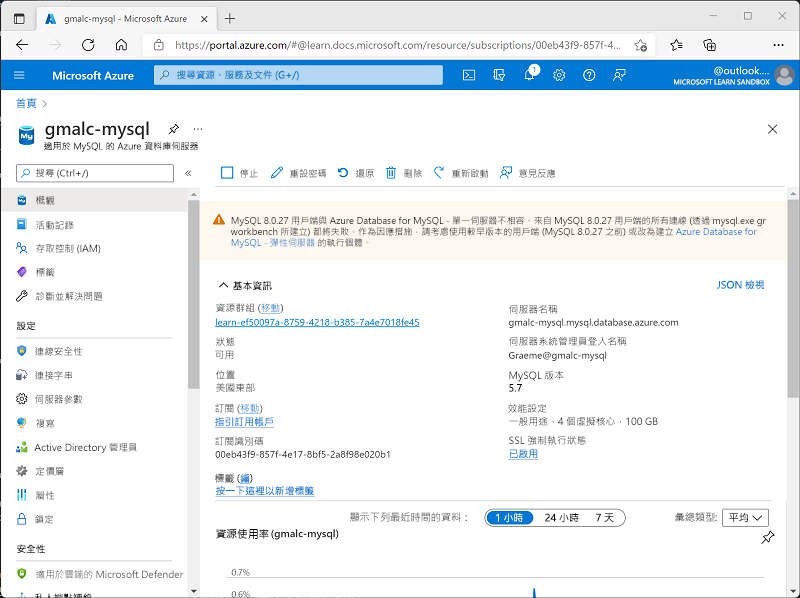 gmalc-mysql - Microsoft Azure
https://portal.azure.com/#@learn.docs.microsoft.com/resource/subscriptions/00eb43f9-857f-4...
Microsoft Azure
搜尋資源、服務及文件 (G+/)
1
@outlook....
MICROSOFT LEARN SANDBOX
首頁
gmalc-mysql
適用於 MySQL 的 Azure 資料庫伺服器
搜尋 (Ctrl+/)
停止
重設密碼
還原
刪除
重新啟動
意見反應
概觀
活動記錄
存取控制 (IAM)
標籤
診斷並解決問題
設定
連線安全性
連接字串
伺服器參數
複寫
Active Directory 管理員
定價層
屬性
鎖定
安全性
適用於雲端的 Microsoft Defender
私人端點連線
MySQL 8.0.27 用戶端與 Azure Database for MySQL - 單一伺服器不相容。來自 MySQL 8.0.27 用戶端的所有連線 (透過 mysql.exe gr
workbench 所建立) 都將失敗。作為因應措施，請考慮使用較早版本的用戶端 (MySQL 8.0.27 之前) 或改為建立 Azure Database for
MySQL - 彈性伺服器 的執行個體。
基本資訊
JSON 檢視
資源群組 (移動)
learn-ef50097a-8759-4218-b385-7a4e7018fe45
狀態
可用
位置
美國東部
訂閱 (移動)
指引訂用帳戶
訂閱識別碼
00eb43f9-857f-4e17-8bf5-2a8f98e020b1
標籤 (編)
按一下這裡以新增標籤
伺服器名稱
gmalc-mysql.mysql.database.azure.com
伺服器系統管理員登入名稱
Graeme@gmalc-mysql
MySQL 版本
5.7
效能設定
一般用途，4 個虛擬核心，100 GB
SSL 強制執行狀態
已啟用
顯示下列最近時間的資料：
1 小時
24 小時
7 天
彙總類型:
平均
資源使用率 (gmalc-mysql)
0.7%
0.6%